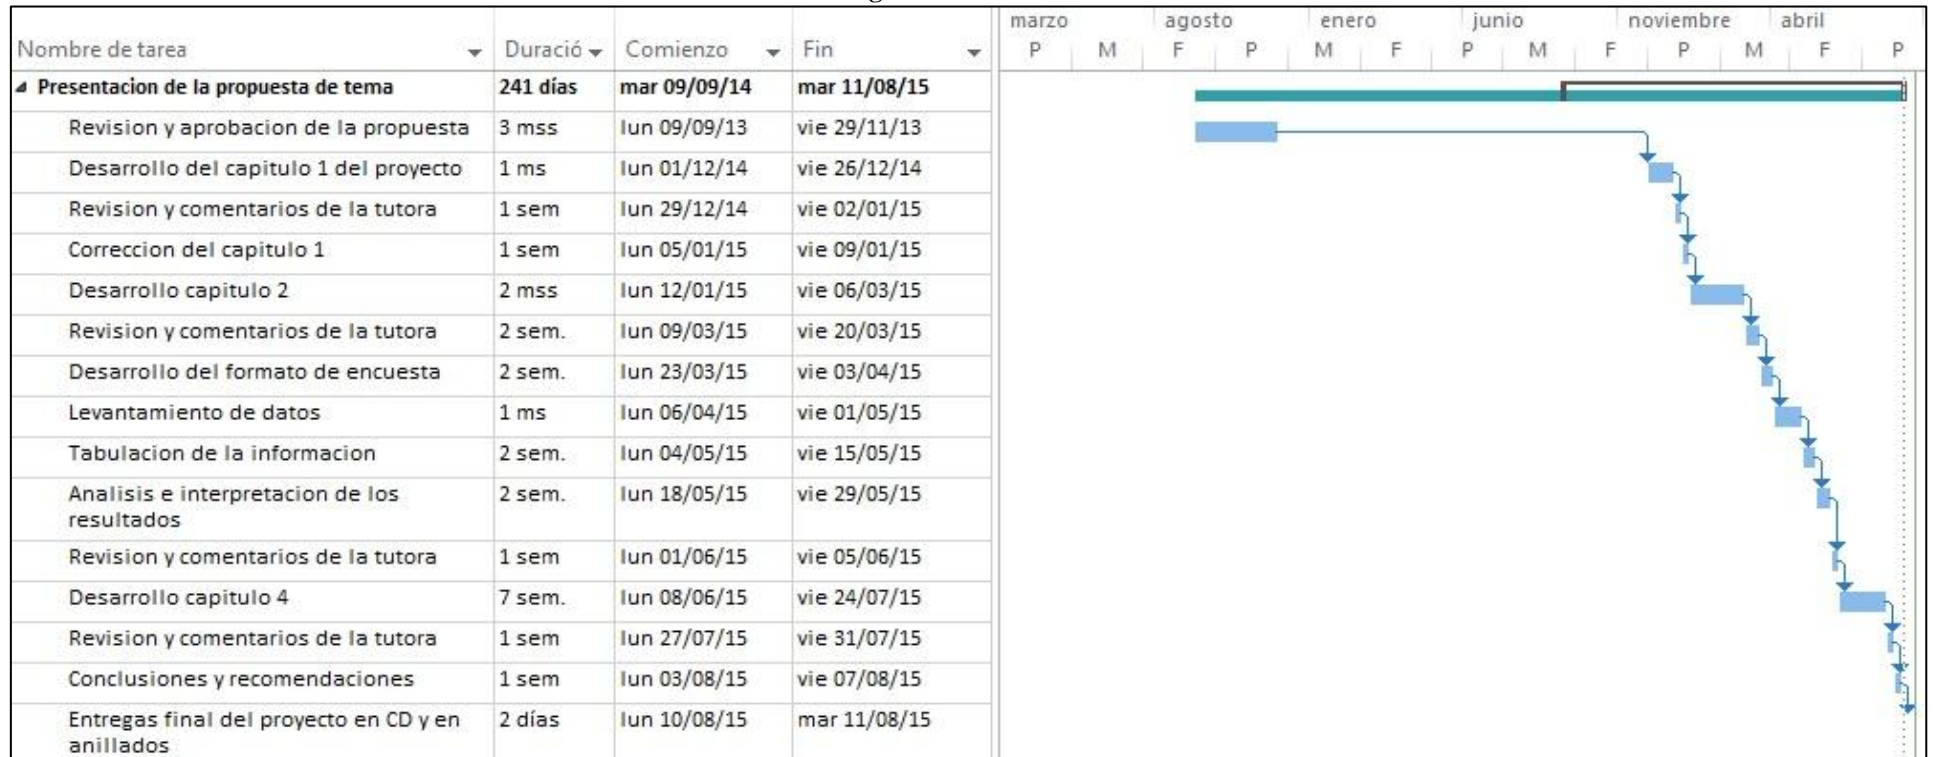 marzo agosto enero junio noviembre abril
Nombre de tarea Duració Comienzo Fin P M F P M F P M F P M F P
Presentacion de la propuesta de tema 241 días mar 09/09/14 mar 11/08/15
Revision y aprobacion de la propuesta 3 mss lun 09/09/13 vie 29/11/13
Desarrollo del capitulo 1 del proyecto 1 ms lun 01/12/14 vie 26/12/14
Revision y comentarios de la tutora 1 sem lun 29/12/14 vie 02/01/15
Correccion del capitulo 1 1 sem lun 05/01/15 vie 09/01/15
Desarrollo capitulo 2 2 mss lun 12/01/15 vie 06/03/15
Revision y comentarios de la tutora 2 sem. lun 09/03/15 vie 20/03/15
Desarrollo del formato de encuesta 2 sem. lun 23/03/15 vie 03/04/15
Levantamiento de datos 1 ms lun 06/04/15 vie 01/05/15
Tabulacion de la informacion 2 sem. lun 04/05/15 vie 15/05/15
Analisis e interpretacion de los 2 sem. lun 18/05/15 vie 29/05/15
resultados
Revision y comentarios de la tutora 1 sem lun 01/06/15 vie 05/06/15
Desarrollo capitulo 4 7 sem. lun 08/06/15 vie 24/07/15
Revision y comentarios de la tutora 1 sem lun 27/07/15 vie 31/07/15
Conclusiones y recomendaciones 1 sem lun 03/08/15 vie 07/08/15
Entregas final del proyecto en CD y en 2 días lun 10/08/15 mar 11/08/15
anillados